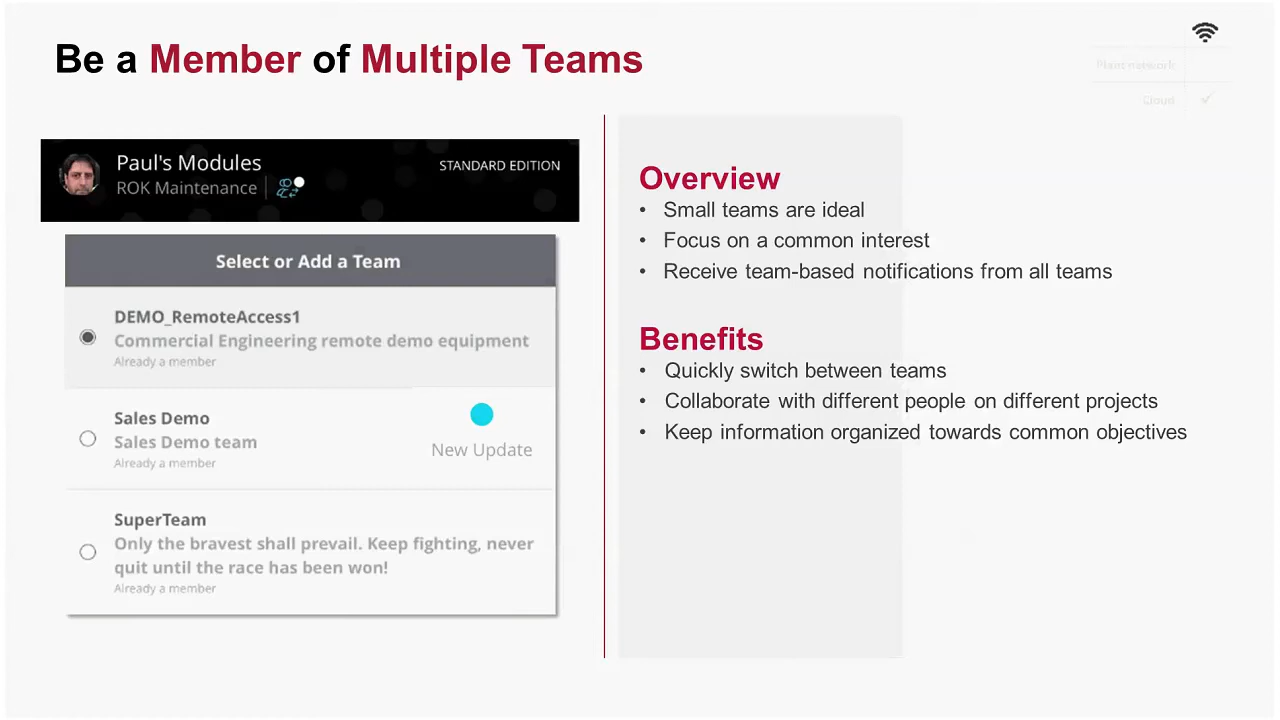 Be a Member of Multiple Teams
Plant network
Cloud
Paul's Modules
ROK Maintenance
STANDARD EDITION
Select or Add a Team
DEMO_RemoteAccess1
Commercial Engineering remote demo equipment
Already a member
Sales Demo
Sales Demo team
Already a member
New Update
SuperTeam
Only the bravest shall prevail. Keep fighting, never
quit until the race has been won!
Already a member
Overview
• Small teams are ideal
• Focus on a common interest
• Receive team-based notifications from all teams
Benefits
• Quickly switch between teams
• Collaborate with different people on different projects
• Keep information organized towards common objectives